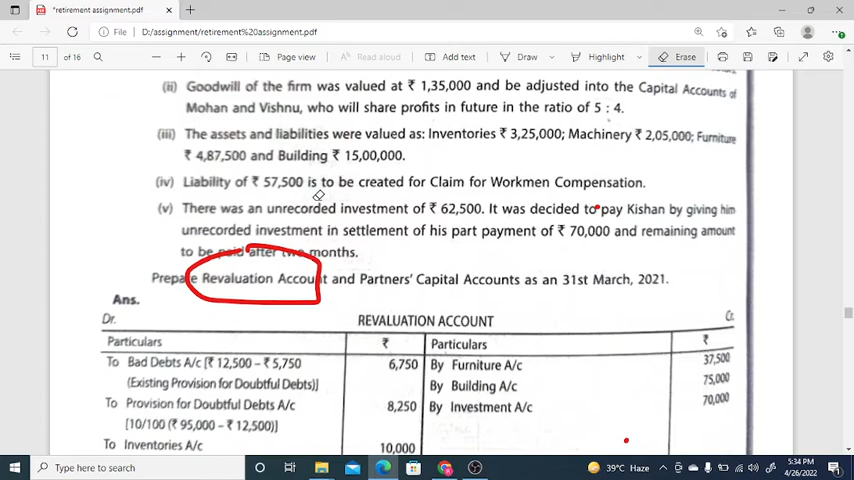 *retirement assignment.pdf
File | D:/assignment/retirement%20assignment.pdf
11 of 16 Page view Read aloud Add text Draw Highlight Erase
(ii) Goodwill of the firm was valued at ₹ 1,35,000 and be adjusted into the Capital Accounts of
Mohan and Vishnu, who will share profits in future in the ratio of 5 : 4.
(iii) The assets and liabilities were valued as: Inventories ₹ 3,25,000; Machinery ₹ 2,05,000; Furniture
₹ 4,87,500 and Building ₹ 15,00,000.
(iv) Liability of ₹ 57,500 is to be created for Claim for Workmen Compensation.
(v) There was an unrecorded investment of ₹ 62,500. It was decided to pay Kishan by giving him
unrecorded investment in settlement of his part payment of ₹ 70,000 and remaining amount
to be paid after two months.
Prepare Revaluation Account and Partners' Capital Accounts as an 31st March, 2021.
Ans.
Dr. REVALUATION ACCOUNT Cr.
Particulars ₹ Particulars ₹
To Bad Debts A/c [₹ 12,500 – ₹ 5,750 6,750 By Furniture A/c 37,500
(Existing Provision for Doubtful Debts)] By Building A/c 75,000
To Provision for Doubtful Debts A/c 8,250 By Investment A/c 70,000
[10/100 (₹ 95,000 – ₹ 12,500)]
To Inventories A/c 10,000
Type here to search 39°C Haze 5:34 PM
4/26/2022